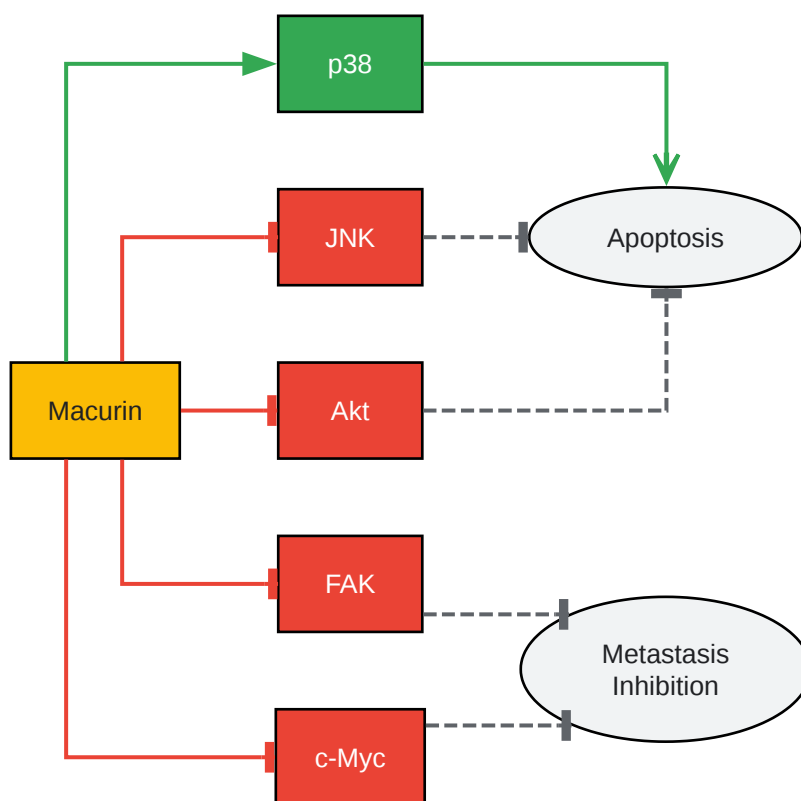 p38
JNK
Apoptosis
Macurin
Akt
FAK
Metastasis
Inhibition
c-Myc